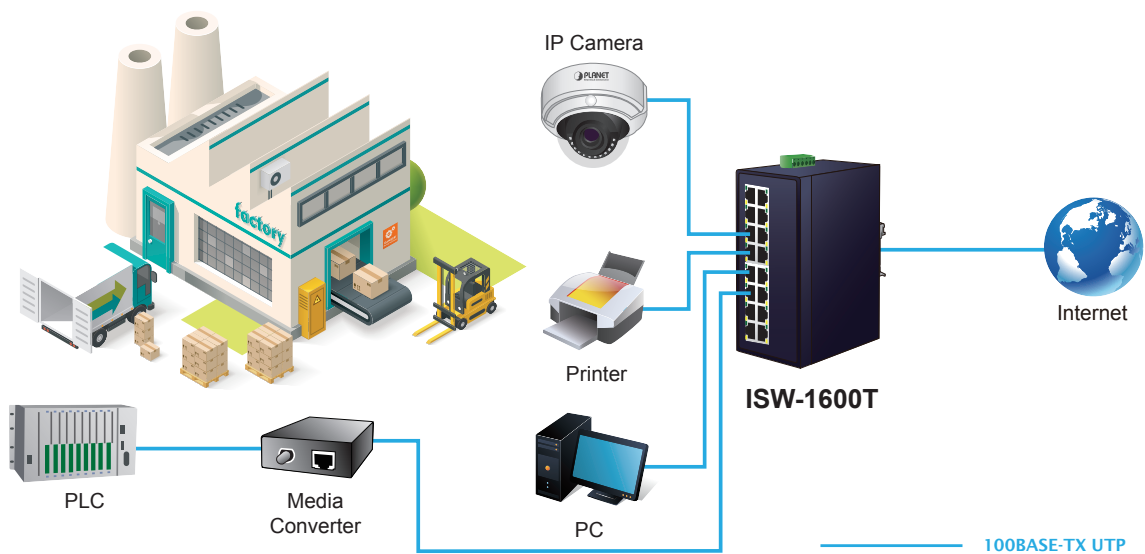 IP Camera
PLANET
factory
Printer
ISW-1600T
Internet
PLC
Media
Converter
PC
100BASE-TX UTP